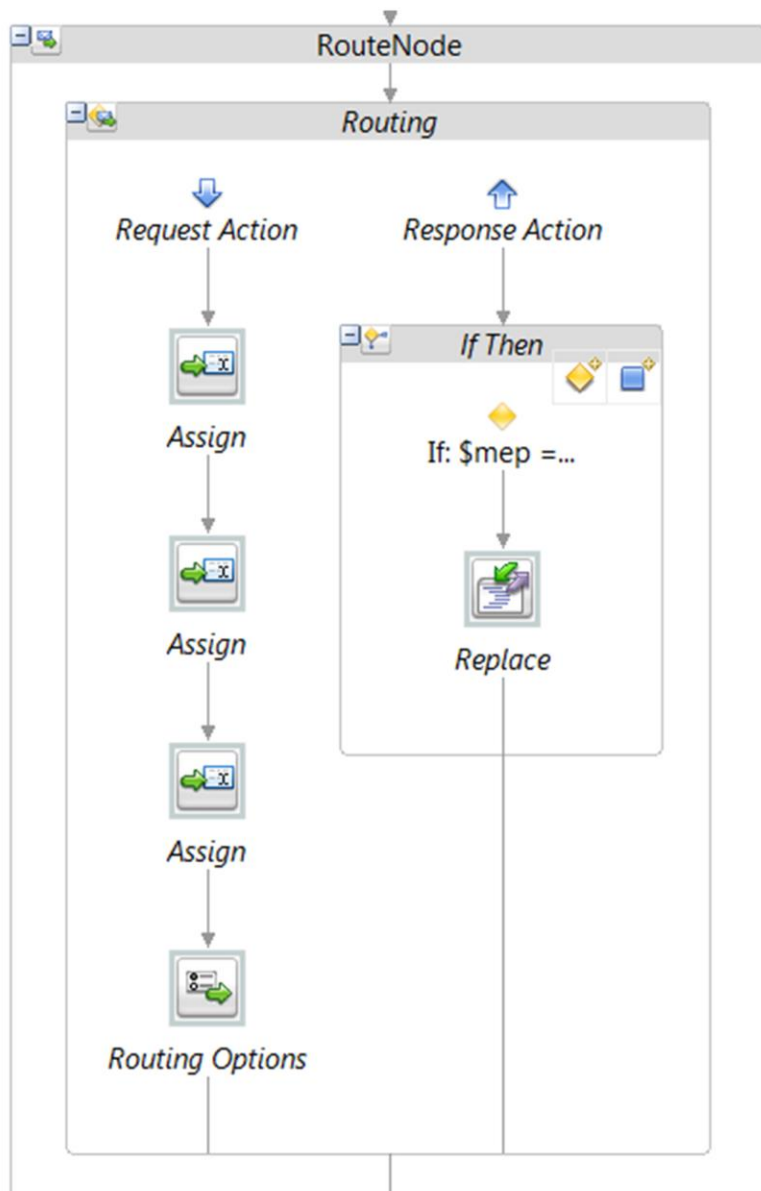 RouteNode
Routing
Request Action
Response Action
Assign
If Then
If: $mep =...
Assign
Replace
Assign
Routing Options